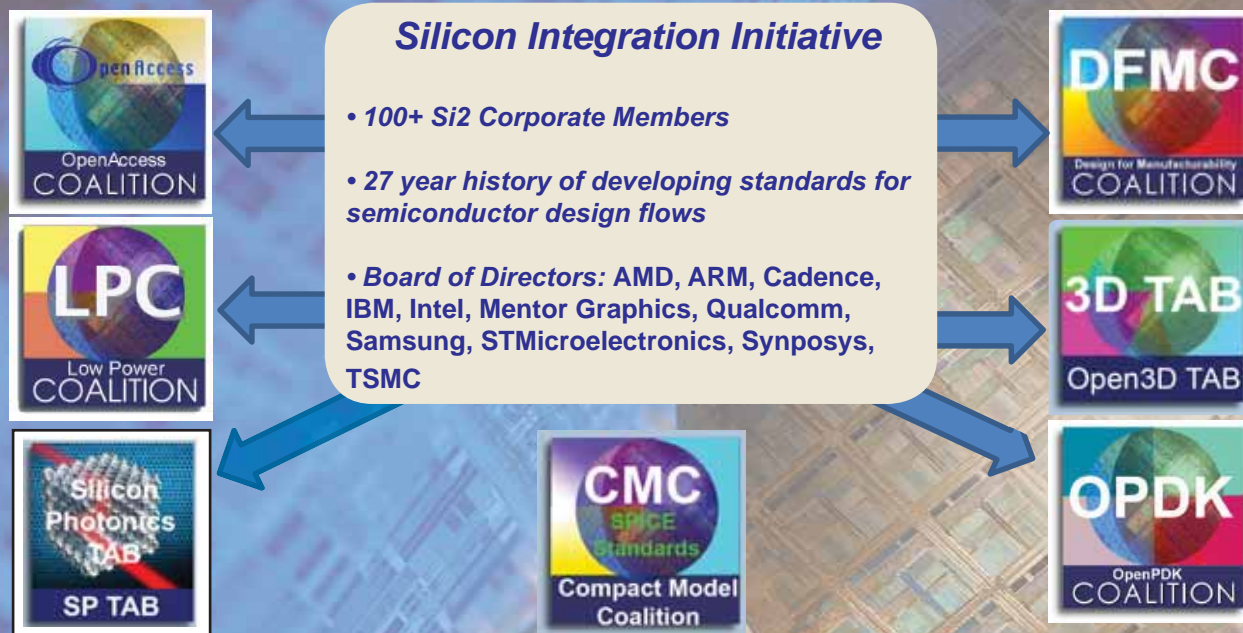 Silicon Integration Initiative
• 100+ Si2 Corporate Members
• 27 year history of developing standards for
semiconductor design flows
• Board of Directors: AMD, ARM, Cadence,
IBM, Intel, Mentor Graphics, Qualcomm,
Samsung, STMicroelectronics, Synposys,
TSMC
OpenAccess
OpenAccess
COALITION
LPC
Low Power
COALITION
Silicon
Photonics
TAB
SP TAB
CMC
SPICE
Standards
Compact Model
Coalition
DFMC
Design for Manufacturability
COALITION
3D TAB
Open3D TAB
OPDK
OpenPDK
COALITION